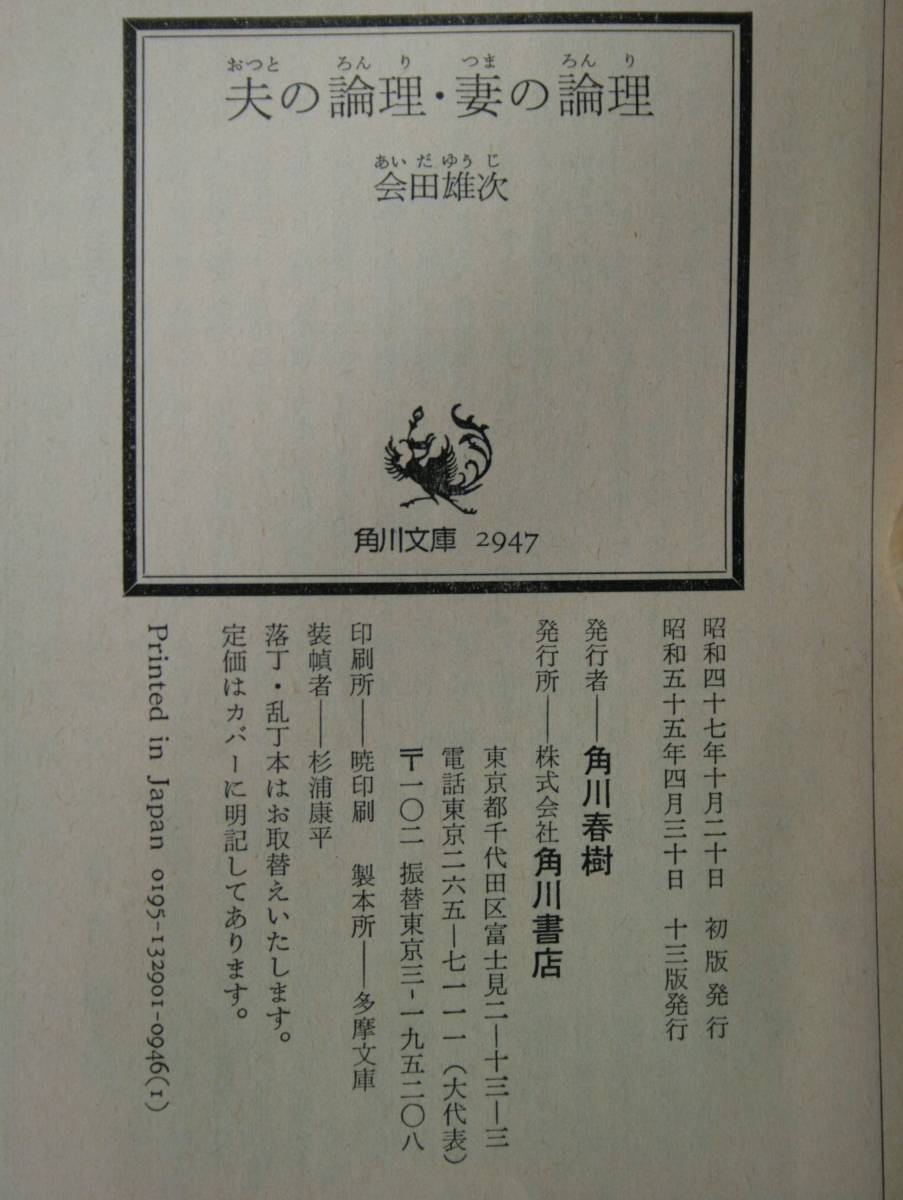 おつと ろんり つま ろんり
夫の論理・妻の論理
あいだゆうじ
会田雄次
角川文庫 2947
昭和四十七年十月二十日 初版発行
昭和五十五年四月三十日 十三版発行
発行者——角川春樹
発行所——株式会社角川書店
東京都千代田区富士見二—十三—三
電話東京二六五—七一一一(大代表)
〒一〇二 振替東京三-一九五二〇八
印刷所——暁印刷 製本所——多摩文庫
装幀者——杉浦康平
落丁・乱丁本はお取替えいたします。
定価はカバーに明記してあります。
Printed in Japan 0195-132901-0946(1)